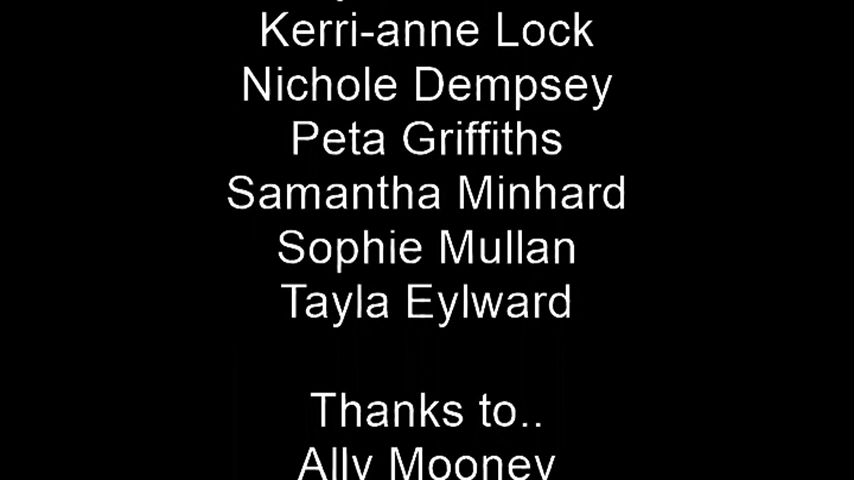 Kerri-anne Lock
Nichole Dempsey
Peta Griffiths
Samantha Minhard
Sophie Mullan
Tayla Eylward
Thanks to..
Ally Mooney